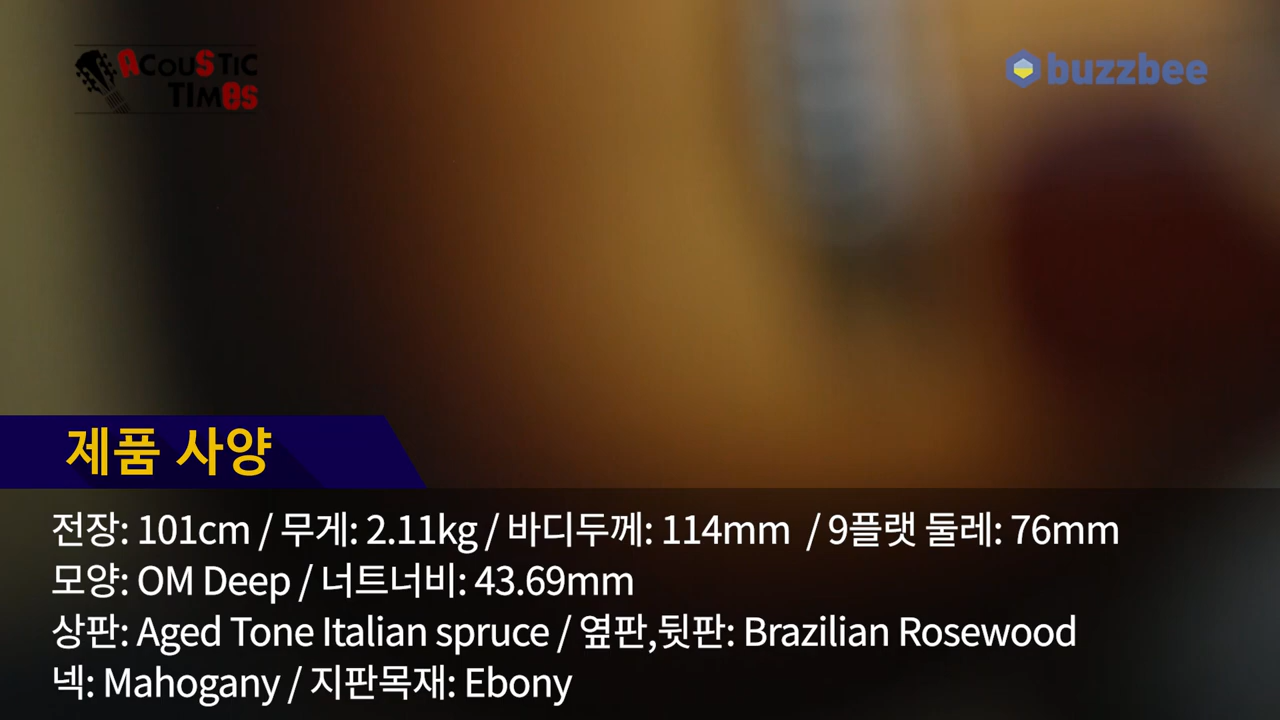 ACOUSTIC
TIMES
buzzbee
제품 사양
전장: 101cm / 무게: 2.11kg / 바디두께: 114mm / 9플랫 둘레: 76mm
모양: OM Deep / 너트너비: 43.69mm
상판: Aged Tone Italian spruce / 옆판,뒷판: Brazilian Rosewood
넥: Mahogany / 지판목재: Ebony